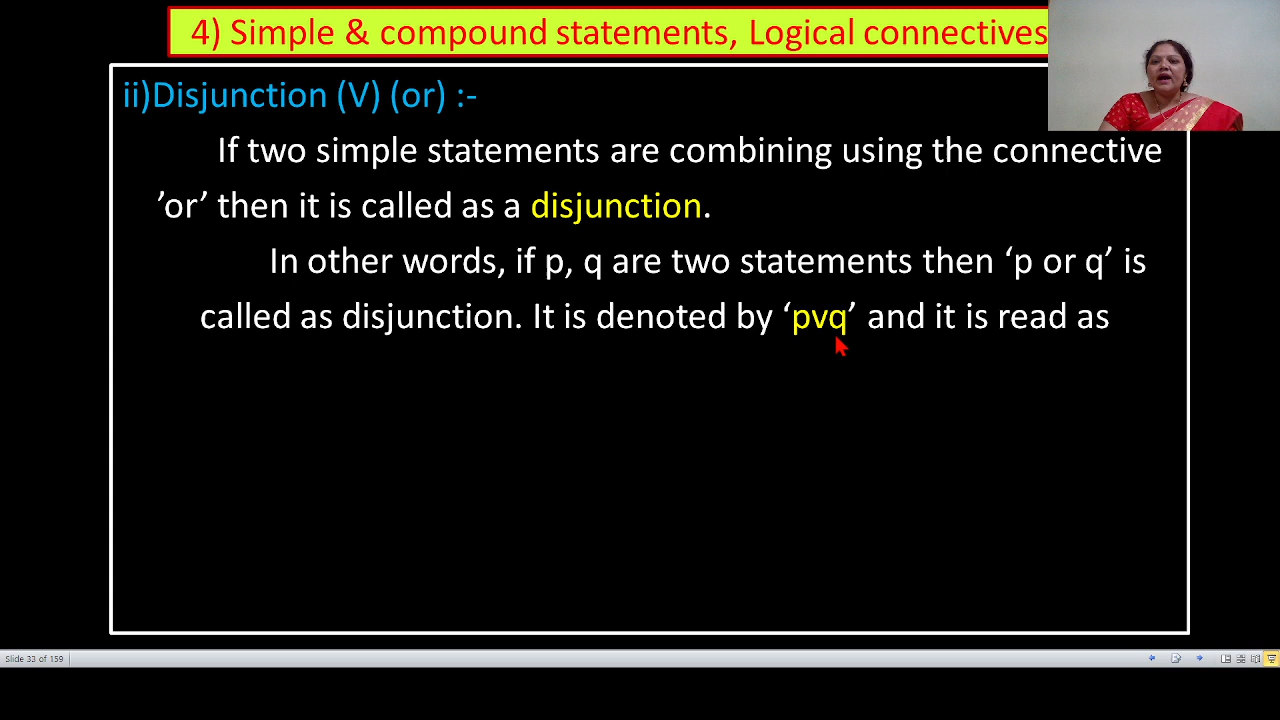 4) Simple & compound statements, Logical connectives
ii)Disjunction (V) (or) :-
If two simple statements are combining using the connective
’or’ then it is called as a disjunction.
In other words, if p, q are two statements then ‘p or q’ is
called as disjunction. It is denoted by ‘pvq’ and it is read as
Slide 33 of 159